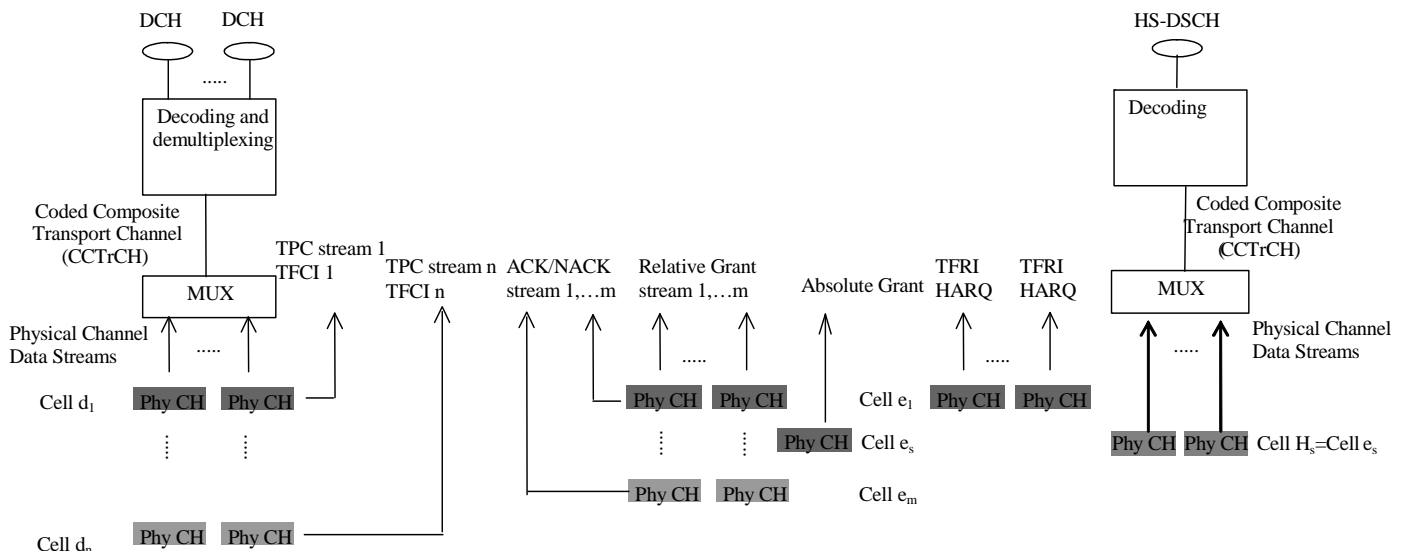 DCH
DCH
HS-DSCH
.....
Decoding and
demultiplexing
Decoding
Coded Composite
Transport Channel
(CCTrCH)
Coded Composite
Transport Channel
(CCTrCH)
TPC stream 1
TFCI 1
TPC stream n
TFCI n
ACK/NACK
stream 1,…m
Relative Grant
stream 1,…m
Absolute Grant
TFRI
HARQ
TFRI
HARQ
MUX
MUX
Physical Channel
Data Streams
.....
.....
.....
.....
Physical Channel
Data Streams
Cell d1
Phy CH
Phy CH
Phy CH
Phy CH
Cell e1
Phy CH
Phy CH
Phy CH
Cell es
Phy CH
Phy CH
Cell Hs=Cell es
Phy CH
Phy CH
Cell em
Cell dn
Phy CH
Phy CH